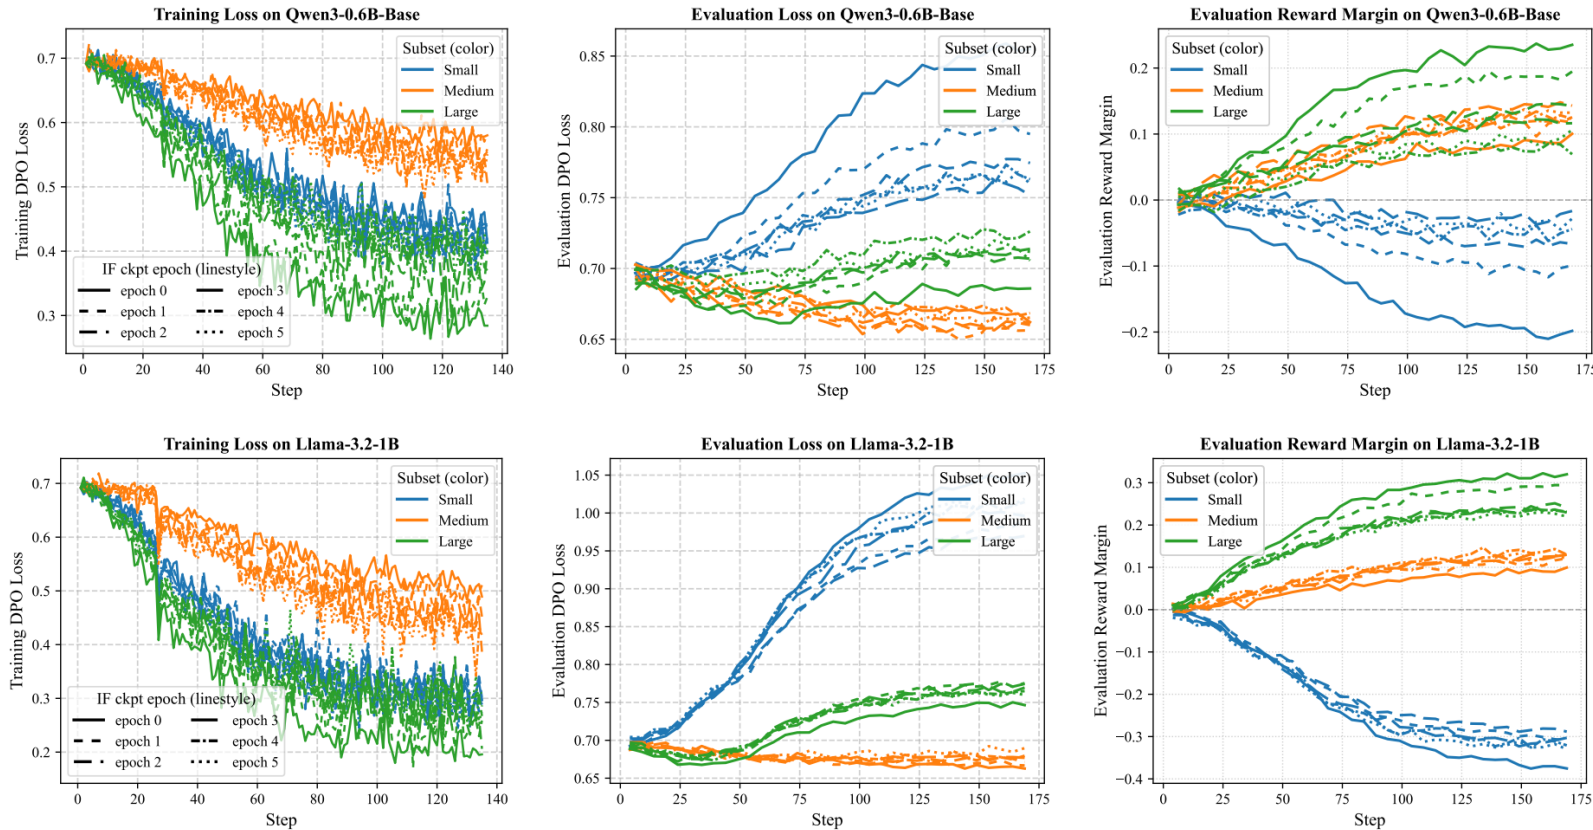 Training Loss on Qwen3-0.6B-Base
Training DPO Loss
0.7
0.6
0.5
0.4
0.3
0 20 40 60 80 100 120 140
Step
Subset (color)
Small
Medium
Large
IF ckpt epoch (linestyle)
epoch 0 epoch 3
epoch 1 epoch 4
epoch 2 epoch 5
Evaluation Loss on Qwen3-0.6B-Base
Evaluation DPO Loss
0.85
0.80
0.75
0.70
0.65
0 25 50 75 100 125 150 175
Step
Subset (color)
Small
Medium
Large
Evaluation Reward Margin on Qwen3-0.6B-Base
Evaluation Reward Margin
0.2
0.1
0.0
−0.1
−0.2
0 25 50 75 100 125 150 175
Step
Subset (color)
Small
Medium
Large
Training Loss on Llama-3.2-1B
Training DPO Loss
0.7
0.6
0.5
0.4
0.3
0.2
0 20 40 60 80 100 120 140
Step
Subset (color)
Small
Medium
Large
IF ckpt epoch (linestyle)
epoch 0 epoch 3
epoch 1 epoch 4
epoch 2 epoch 5
Evaluation Loss on Llama-3.2-1B
Evaluation DPO Loss
1.05
1.00
0.95
0.90
0.85
0.80
0.75
0.70
0.65
0 25 50 75 100 125 150 175
Step
Subset (color)
Small
Medium
Large
Evaluation Reward Margin on Llama-3.2-1B
Evaluation Reward Margin
0.3
0.2
0.1
0.0
−0.1
−0.2
−0.3
−0.4
0 25 50 75 100 125 150 175
Step
Subset (color)
Small
Medium
Large